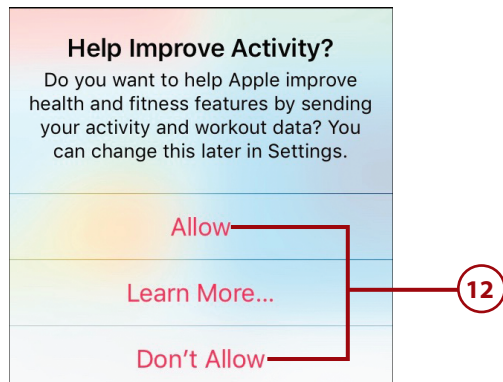 Help Improve Activity?
Do you want to help Apple improve
health and fitness features by sending
your activity and workout data? You
can change this later in Settings.
Allow
Learn More...
12
Don't Allow